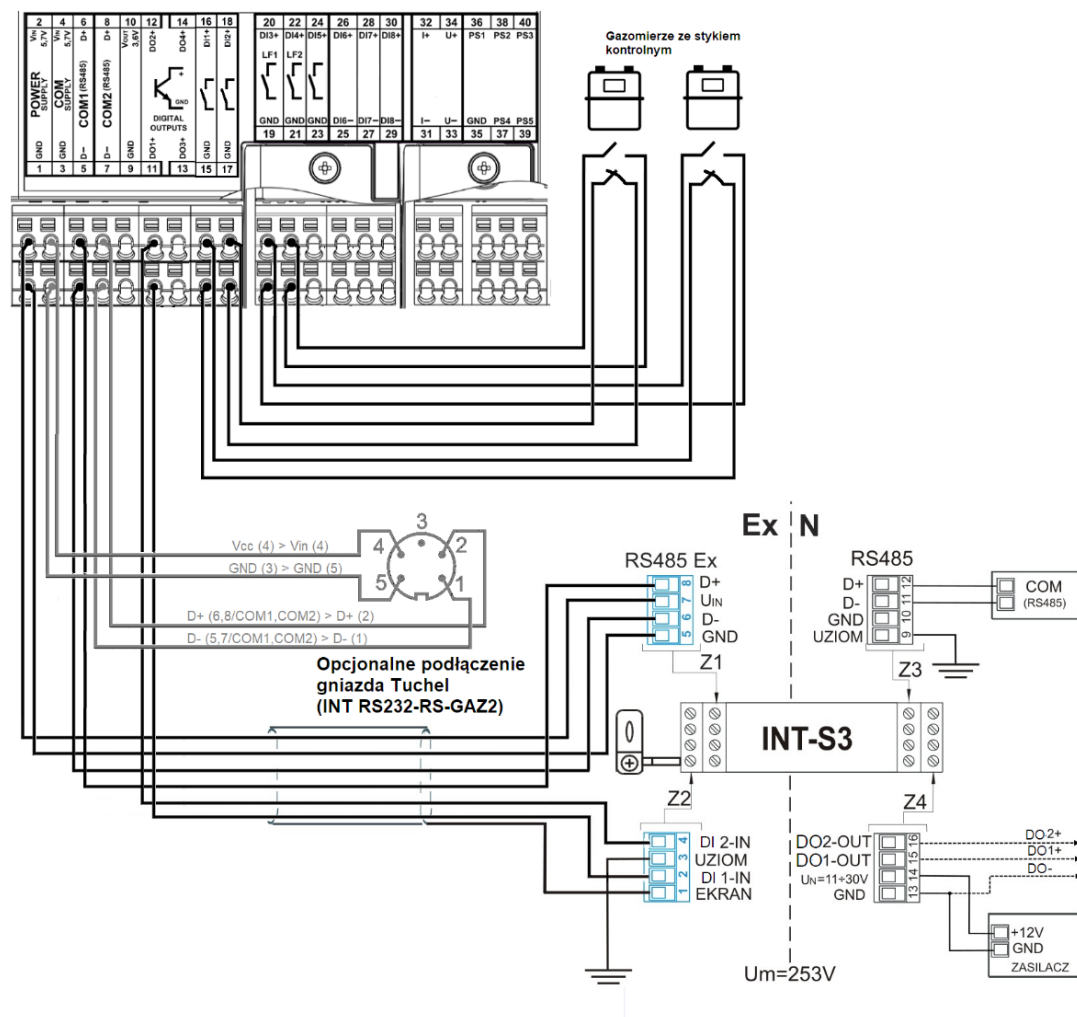 2 4 6 8 10 12 14 16 18
VIN 5,7V VIN 5,7V D+ D+ VOUT 3,6V DO2+ DO4+ DI1+ DI2+
POWER SUPPLY
COM SUPPLY
COM1 (RS485)
COM2 (RS485)
+
GND
DIGITAL
OUTPUTS
GND GND D− D− GND DO1+ DO3+ GND GND
1 3 5 7 9 11 13 15 17
20 22 24 26 28 30
DI3+ DI4+ DI5+ DI6+ DI7+ DI8+
LF1 LF2
GND GND GND DI6− DI7− DI8−
19 21 23 25 27 29
32 34 36 38 40
I+ U+ PS1 PS2 PS3
I− U− GND PS4 PS5
31 33 35 37 39
Gazomierze ze stykiem
kontrolnym
3
4 2
5 1
Vcc (4) > Vin (4)
GND (3) > GND (5)
D+ (6,8/COM1,COM2) > D+ (2)
D- (5,7/COM1,COM2) > D- (1)
Opcjonalne podłączenie
gniazda Tuchel
(INT RS232-RS-GAZ2)
Ex N
RS485 Ex
8 D+
7 UIN
6 D-
5 GND
Z1
RS485
D+ 12
D- 11
GND 10
UZIOM 9
Z3
COM
(RS485)
INT-S3
Z2
4 DI 2-IN
3 UZIOM
2 DI 1-IN
1 EKRAN
Z4
DO2-OUT 16
DO1-OUT 15
UN=11÷30V 14
GND 13
DO2+
DO1+
DO-
+12V
GND
ZASILACZ
Um=253V